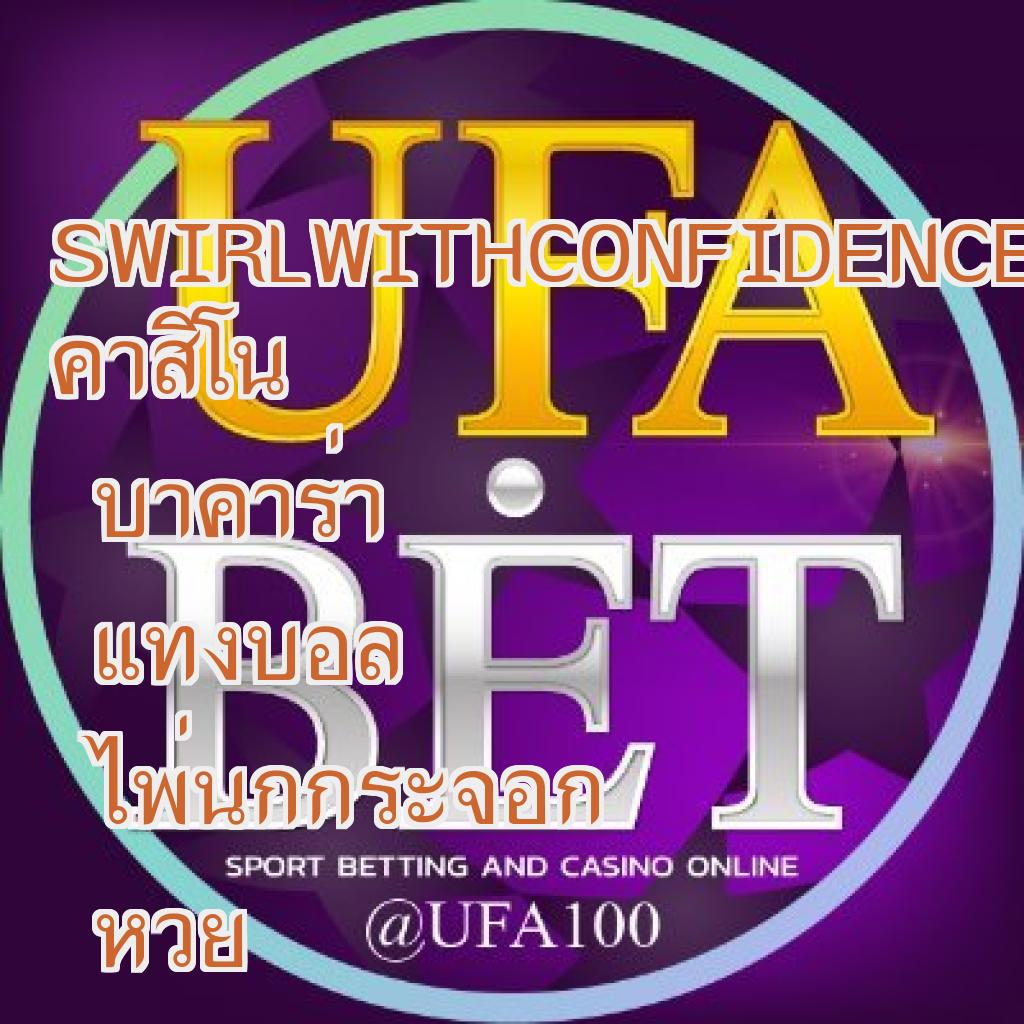 UFA
SWIRLWITHCONFIDENCE
คาสิโน
บาคาร่า
BET
แทงบอล
ไพ่นกกระจอก
SPORT BETTING AND CASINO ONLINE
@UFA100
หวย